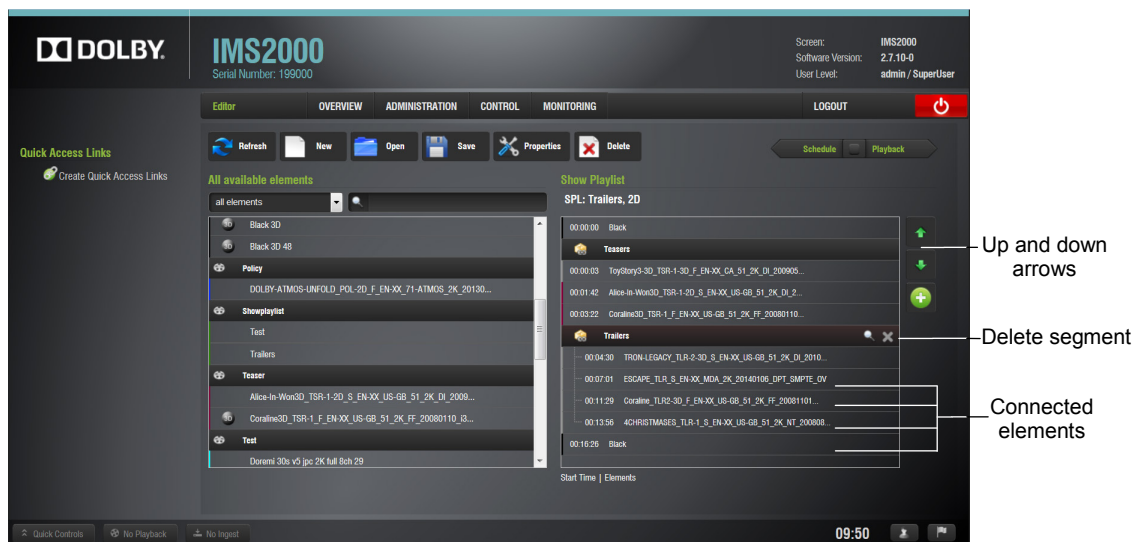 DOLBY.
IMS2000
Serial Number: 199000
Screen: IMS2000
Software Version: 2.7.10-0
User Level: admin / SuperUser
Editor OVERVIEW ADMINISTRATION CONTROL MONITORING LOGOUT
Quick Access Links
Create Quick Access Links
Refresh New Open Save Properties Delete
Schedule Playback
All available elements
all elements
Black 3D
Black 3D 48
Policy
DOLBY-ATMOS-UNFOLD_POL-2D_F_EN-XX_71-ATMOS_2K_20130...
Showplaylist
Test
Trailers
Teaser
Alice-In-Won3D_TSR-1-2D_S_EN-XX_US-GB_51_2K_DI_2009...
Coraline3D_TSR-1_F_EN-XX_US-GB_51_2K_FF_20080110_i3...
Test
Doremi 30s v5 jpc 2K full 8ch 29
Show Playlist
SPL: Trailers, 2D
00:00:00 Black
Teasers
00:00:03 ToyStory3-3D_TSR-1-3D_F_EN-XX_CA_51_2K_DI_200905...
00:01:42 Alice-In-Won3D_TSR-1-2D_S_EN-XX_US-GB_51_2K_DI_2...
00:03:22 Coraline3D_TSR-1_F_EN-XX_US-GB_51_2K_FF_20080110...
Trailers
00:04:30 TRON-LEGACY_TLR-2-3D_S_EN-XX_US-GB_51_2K_DI_2010...
00:07:01 ESCAPE_TLR_S_EN-XX_MDA_2K_20140106_DPT_SMPTE_OV
00:11:29 Coraline_TLR2-3D_F_EN-XX_US-GB_51_2K_FF_20081101...
00:13:56 4CHRISTMASES_TLR-1_S_EN-XX_US-GB_51_2K_NT_200808...
00:16:26 Black
Start Time | Elements
Up and down
arrows
Delete segment
Connected
elements
Quick Controls No Playback No Ingest 09:50